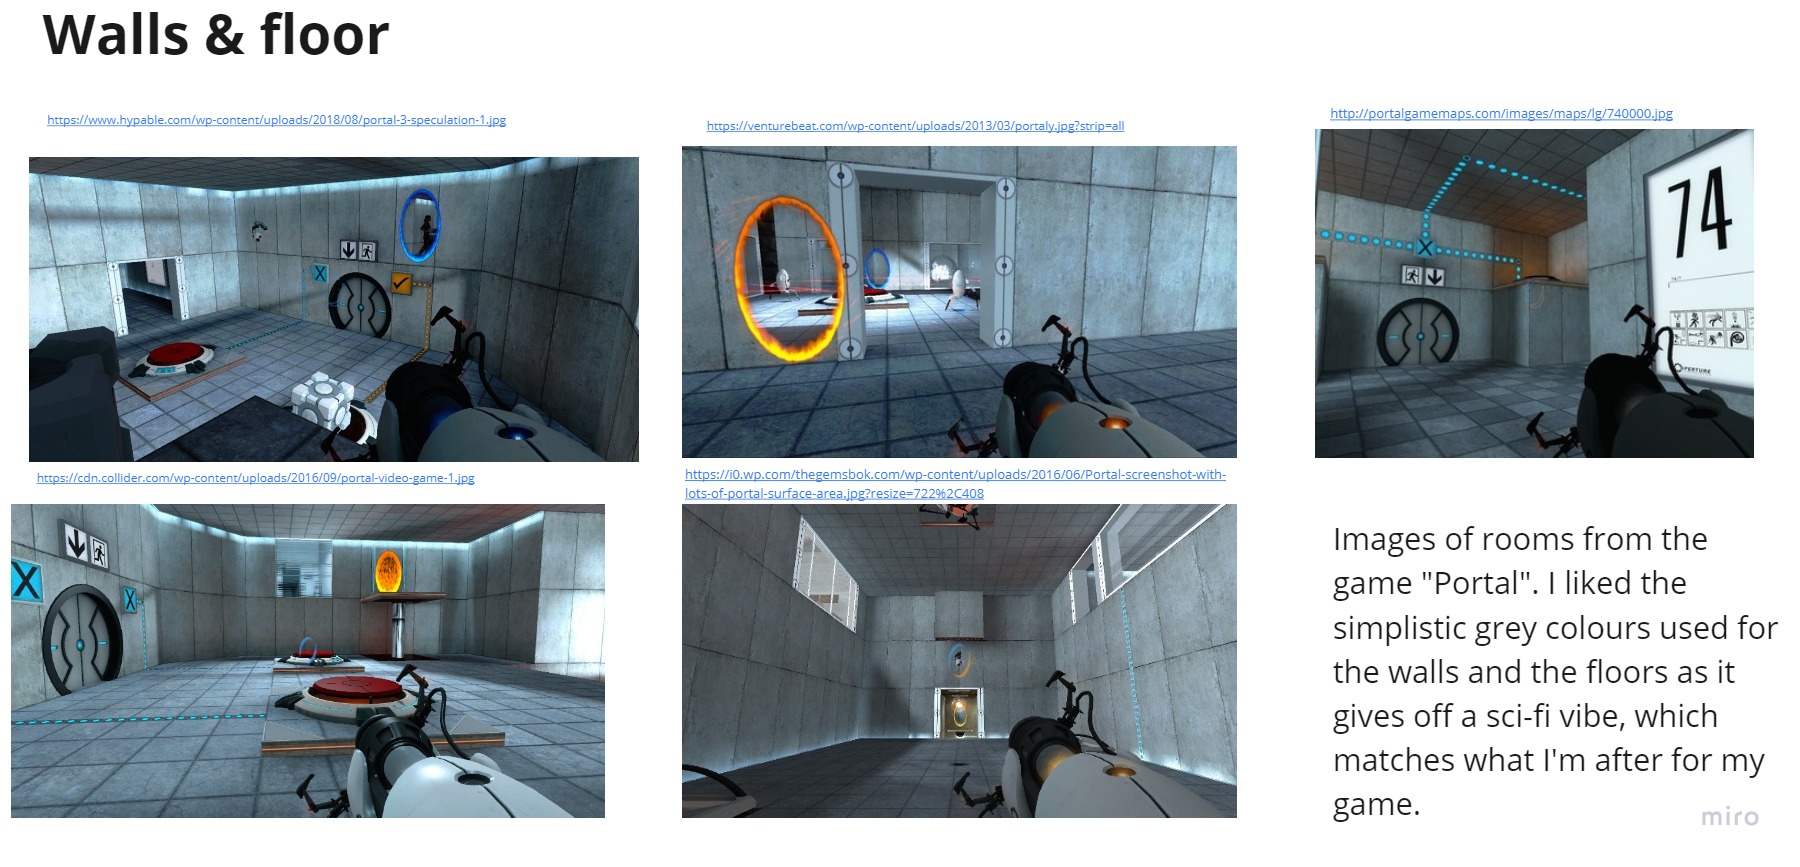 Walls & floor
https://www.hypable.com/wp-content/uploads/2018/08/portal-3-speculation-1.jpg
https://venturebeat.com/wp-content/uploads/2013/03/portaly.jpg?strip=all
http://portalgamemaps.com/images/maps/lg/740000.jpg
74
APERTURE
https://cdn.collider.com/wp-content/uploads/2016/09/portal-video-game-1.jpg
https://i0.wp.com/thegemsbok.com/wp-content/uploads/2016/06/Portal-screenshot-with-
lots-of-portal-surface-area.jpg?resize=722%2C408
Images of rooms from the
game "Portal". I liked the
simplistic grey colours used for
the walls and the floors as it
gives off a sci-fi vibe, which
matches what I'm after for my
game.
miro